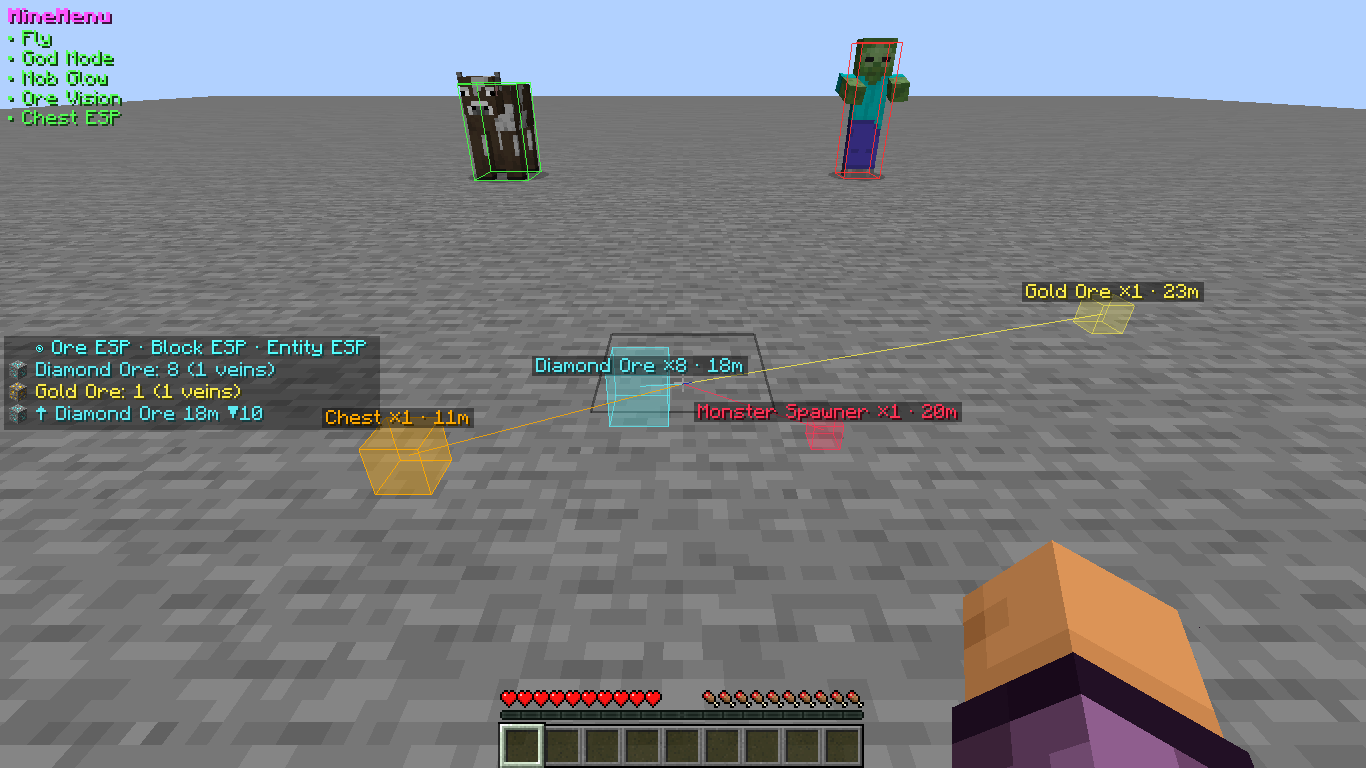 MineMenu
• Fly
• God Mode
• Mob Glow
• Ore Vision
• Chest ESP
Gold Ore ×1 · 23m
◎ Ore ESP · Block ESP · Entity ESP
Diamond Ore: 8 (1 veins)
Gold Ore: 1 (1 veins)
↑ Diamond Ore 18m ▼10
Diamond Ore ×8 · 18m
Chest ×1 · 11m
Monster Spawner ×1 · 20m